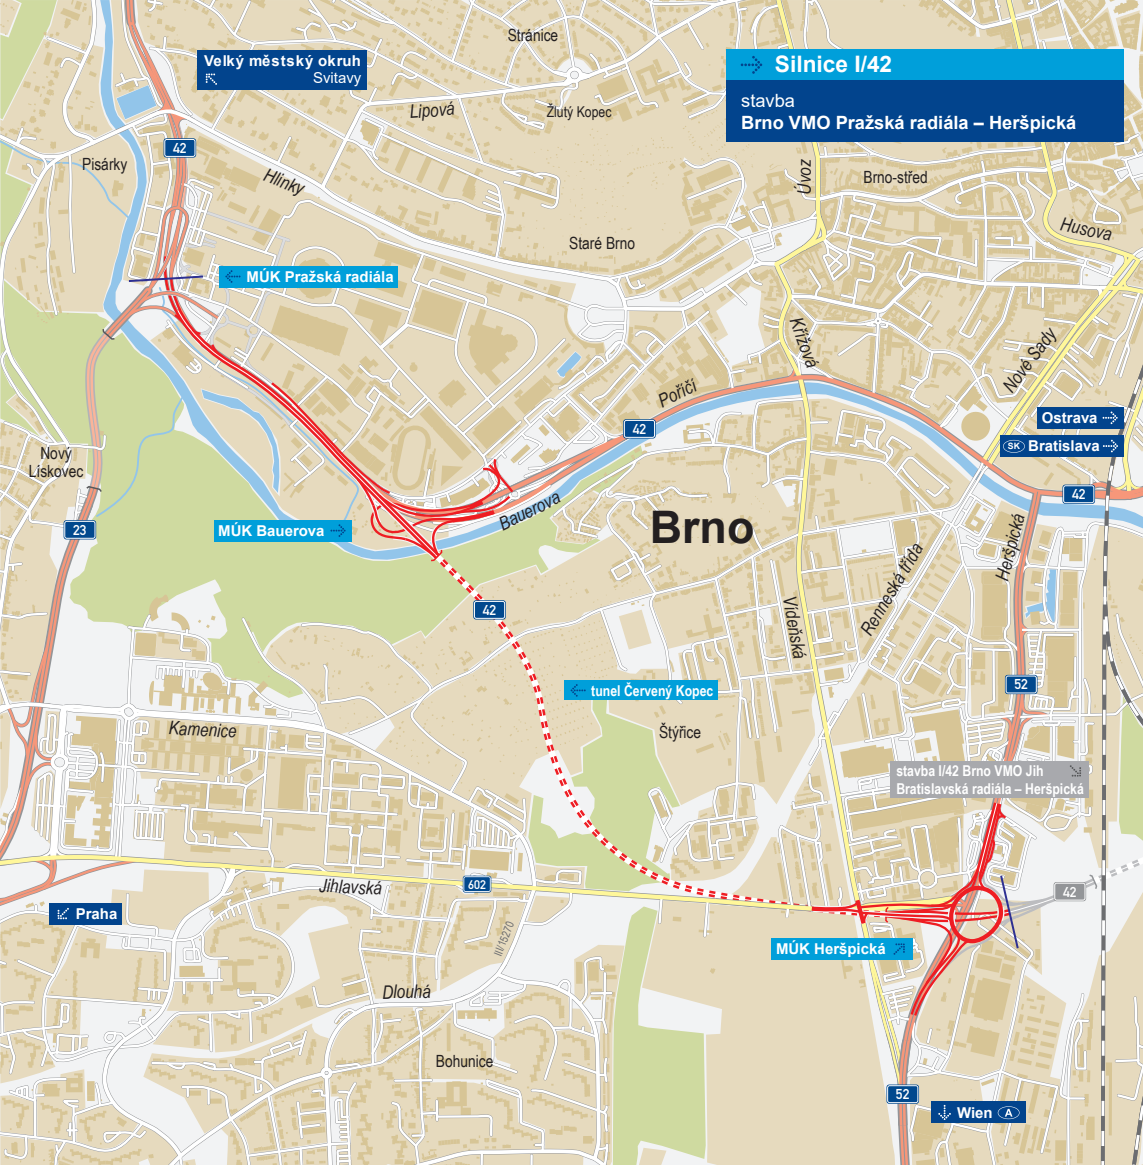 Stránice
Velký městský okruh
Svitavy
Silnice I/42
stavba
Brno VMO Pražská radiála – Heršpická
Lipová
Žlutý Kopec
42
Pisárky
Hlinky
Úvoz
Brno-střed
Husova
Staré Brno
MÚK Pražská radiála
Křížová
Nové Sady
Poříčí
Ostrava
42
SK Bratislava
Nový
Lískovec
42
23
MÚK Bauerova
Bauerova
Brno
Heršpická
Renneská třída
42
Vídeňská
52
tunel Červený Kopec
Kamenice
Štýřice
stavba I/42 Brno VMO Jih
Bratislavská radiála – Heršpická
Jihlavská
602
42
Praha
III/15270
MÚK Heršpická
Dlouhá
Bohunice
52
Wien A